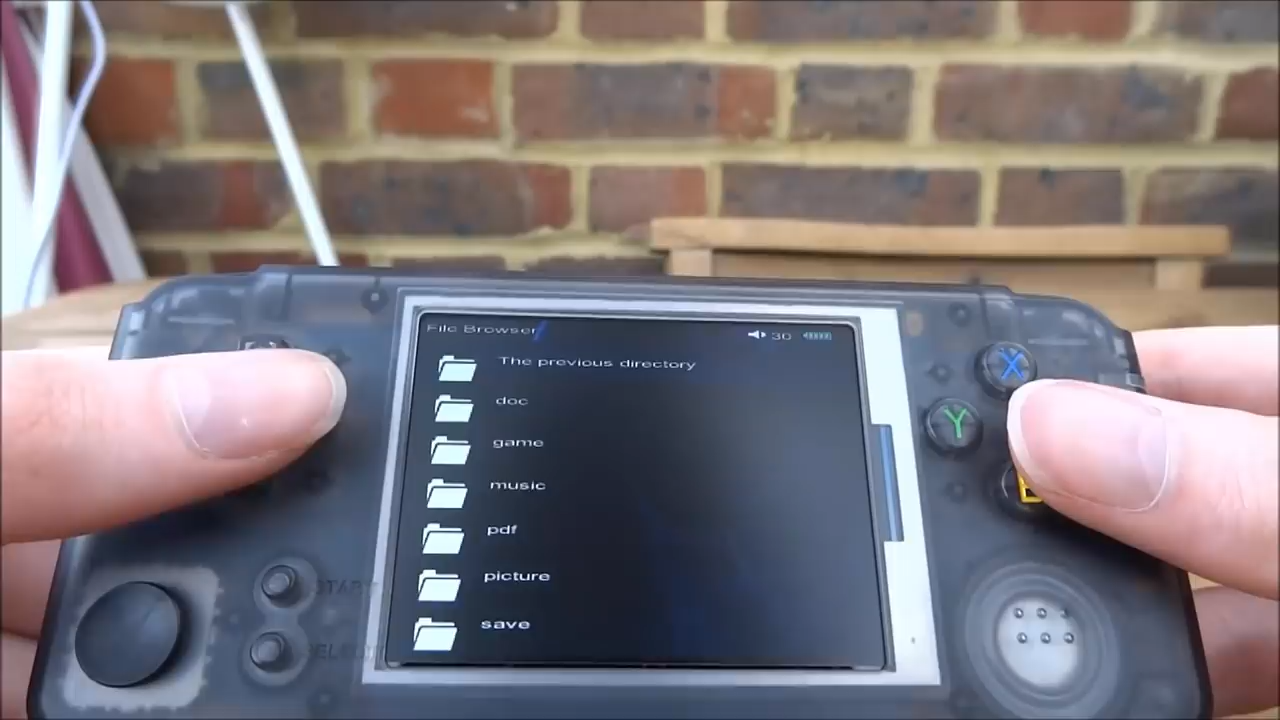 File Browser
30
The previous directory
doc
game
music
pdf
picture
save
X
Y
START